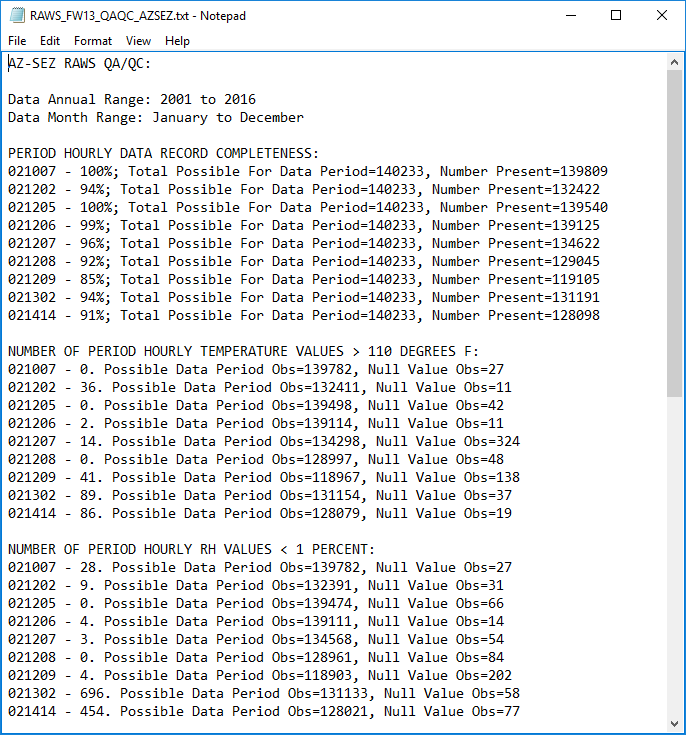 RAWS_FW13_QAQC_AZSEZ.txt - Notepad
File Edit Format View Help
AZ-SEZ RAWS QA/QC:
Data Annual Range: 2001 to 2016
Data Month Range: January to December
PERIOD HOURLY DATA RECORD COMPLETENESS:
021007 - 100%; Total Possible For Data Period=140233, Number Present=139809
021202 - 94%; Total Possible For Data Period=140233, Number Present=132422
021205 - 100%; Total Possible For Data Period=140233, Number Present=139540
021206 - 99%; Total Possible For Data Period=140233, Number Present=139125
021207 - 96%; Total Possible For Data Period=140233, Number Present=134622
021208 - 92%; Total Possible For Data Period=140233, Number Present=129045
021209 - 85%; Total Possible For Data Period=140233, Number Present=119105
021302 - 94%; Total Possible For Data Period=140233, Number Present=131191
021414 - 91%; Total Possible For Data Period=140233, Number Present=128098
NUMBER OF PERIOD HOURLY TEMPERATURE VALUES > 110 DEGREES F:
021007 - 0. Possible Data Period Obs=139782, Null Value Obs=27
021202 - 36. Possible Data Period Obs=132411, Null Value Obs=11
021205 - 0. Possible Data Period Obs=139498, Null Value Obs=42
021206 - 2. Possible Data Period Obs=139114, Null Value Obs=11
021207 - 14. Possible Data Period Obs=134298, Null Value Obs=324
021208 - 0. Possible Data Period Obs=128997, Null Value Obs=48
021209 - 41. Possible Data Period Obs=118967, Null Value Obs=138
021302 - 89. Possible Data Period Obs=131154, Null Value Obs=37
021414 - 86. Possible Data Period Obs=128079, Null Value Obs=19
NUMBER OF PERIOD HOURLY RH VALUES < 1 PERCENT:
021007 - 28. Possible Data Period Obs=139782, Null Value Obs=27
021202 - 9. Possible Data Period Obs=132391, Null Value Obs=31
021205 - 0. Possible Data Period Obs=139474, Null Value Obs=66
021206 - 4. Possible Data Period Obs=139111, Null Value Obs=14
021207 - 3. Possible Data Period Obs=134568, Null Value Obs=54
021208 - 0. Possible Data Period Obs=128961, Null Value Obs=84
021209 - 4. Possible Data Period Obs=118903, Null Value Obs=202
021302 - 696. Possible Data Period Obs=131133, Null Value Obs=58
021414 - 454. Possible Data Period Obs=128021, Null Value Obs=77